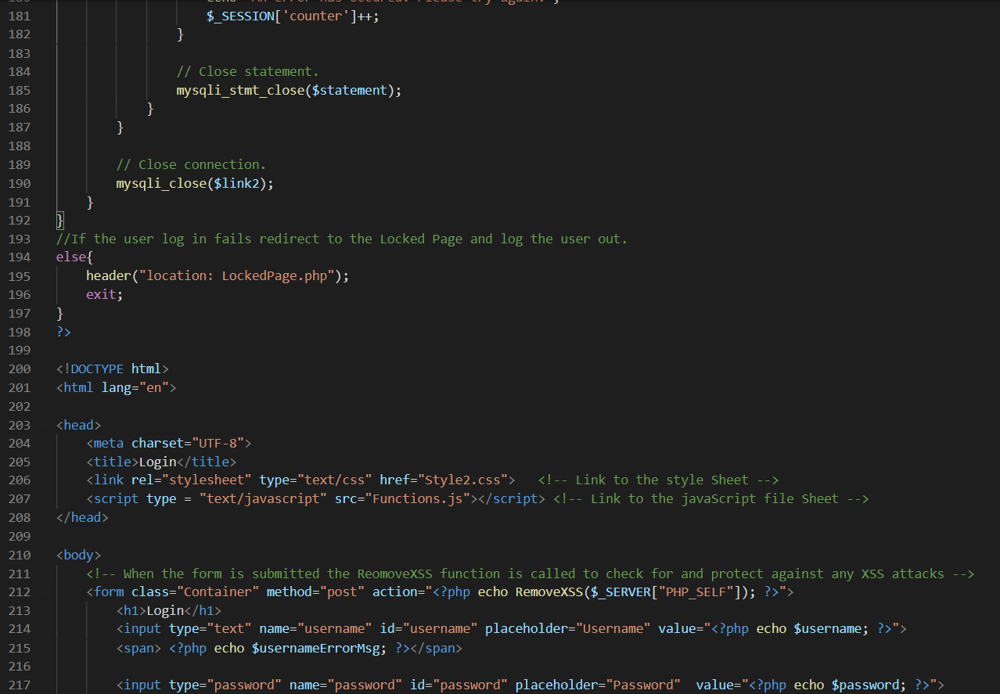 180 echo "An error has occured. Please try again.";
181 $_SESSION['counter']++;
182 }
183
184 // Close statement.
185 mysqli_stmt_close($statement);
186 }
187 }
188
189 // Close connection.
190 mysqli_close($link2);
191 }
192 }
193 //If the user log in fails redirect to the Locked Page and log the user out.
194 else{
195 header("location: LockedPage.php");
196 exit;
197 }
198 ?>
199
200 <!DOCTYPE html>
201 <html lang="en">
202
203 <head>
204 <meta charset="UTF-8">
205 <title>Login</title>
206 <link rel="stylesheet" type="text/css" href="Style2.css"> <!-- Link to the style Sheet -->
207 <script type = "text/javascript" src="Functions.js"></script> <!-- Link to the javaScript file Sheet -->
208 </head>
209
210 <body>
211 <!-- When the form is submitted the ReomoveXSS function is called to check for and protect against any XSS attacks -->
212 <form class="Container" method="post" action="<?php echo RemoveXSS($_SERVER["PHP_SELF"]); ?>">
213 <h1>Login</h1>
214 <input type="text" name="username" id="username" placeholder="Username" value="<?php echo $username; ?>">
215 <span> <?php echo $usernameErrorMsg; ?></span>
216
217 <input type="password" name="password" id="password" placeholder="Password" value="<?php echo $password; ?>">